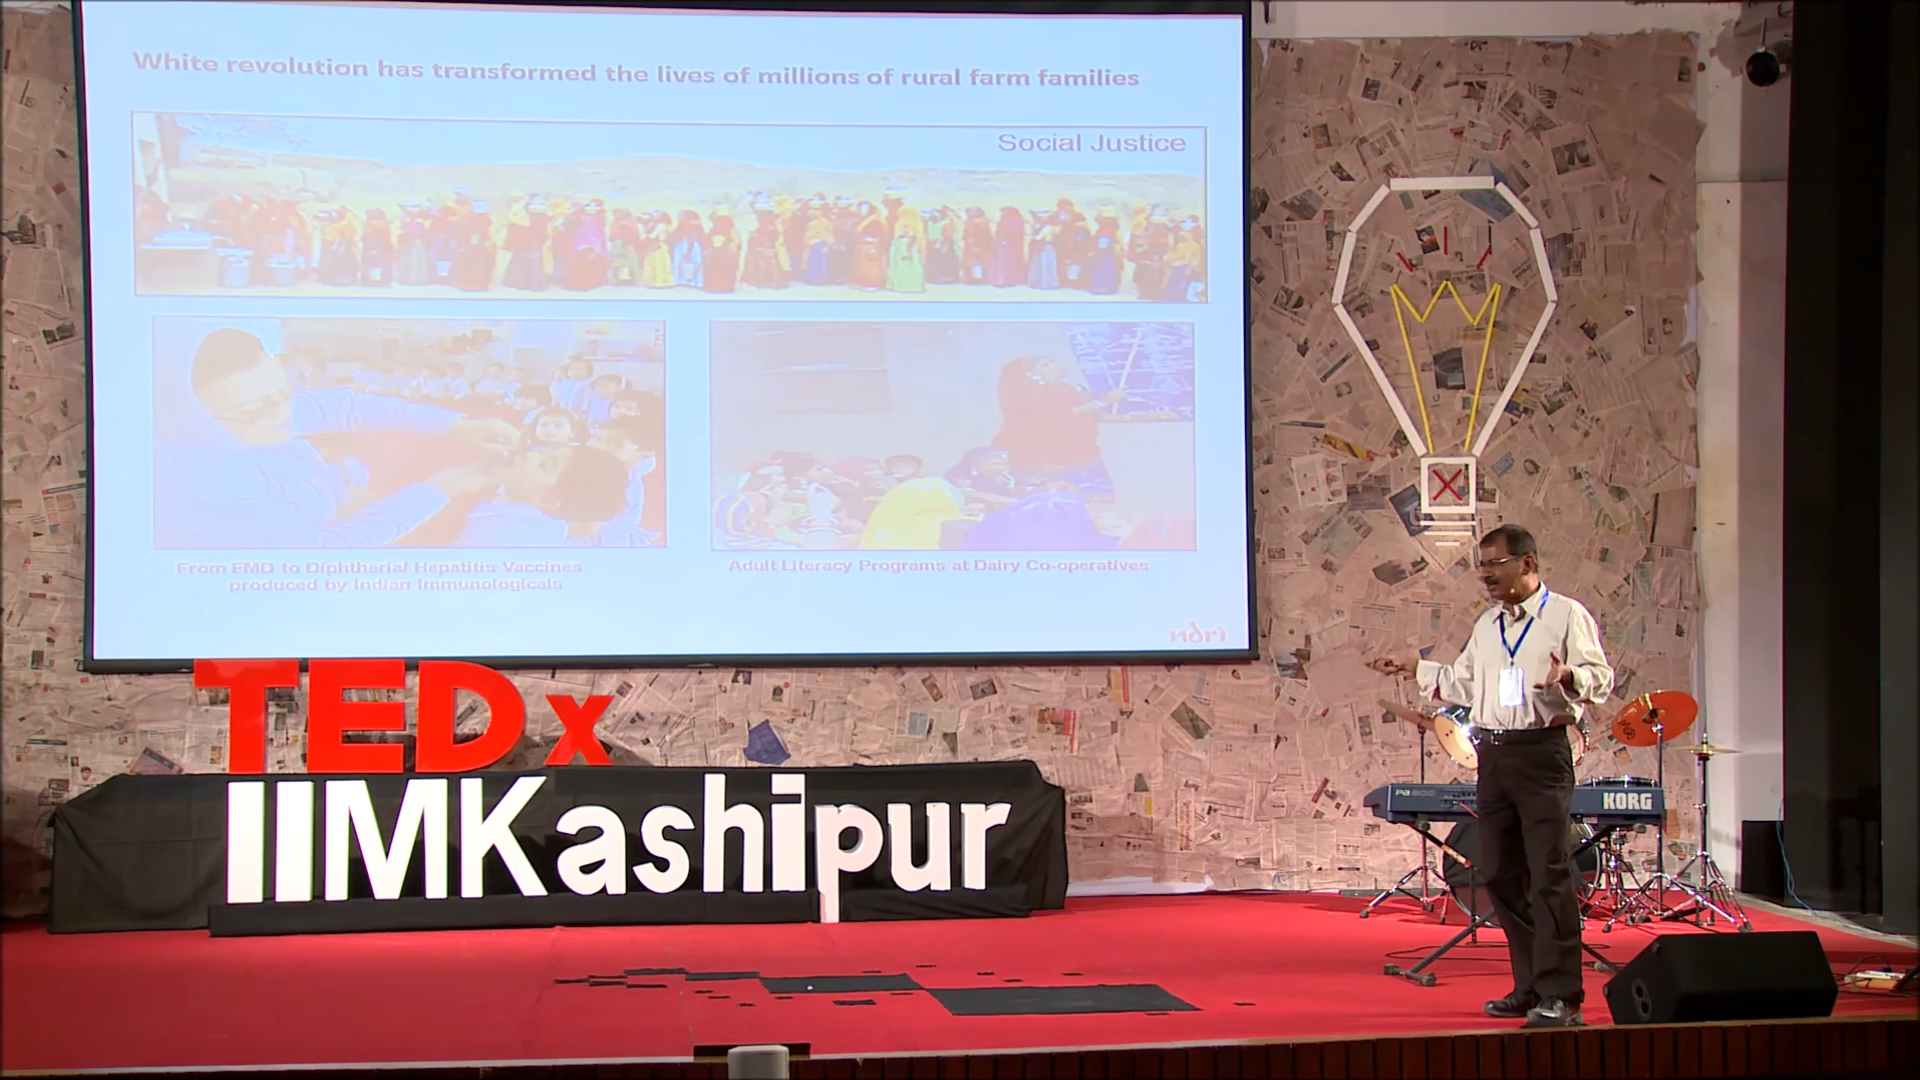 White revolution has transformed the lives of millions of rural farm families
Social Justice
From FMD to Diphtheria/ Hepatitis Vaccines
produced by Indian Immunologicals
Adult Literacy Programs at Dairy Co-operatives
ndri
TEDx
IIMKashipur
KORG